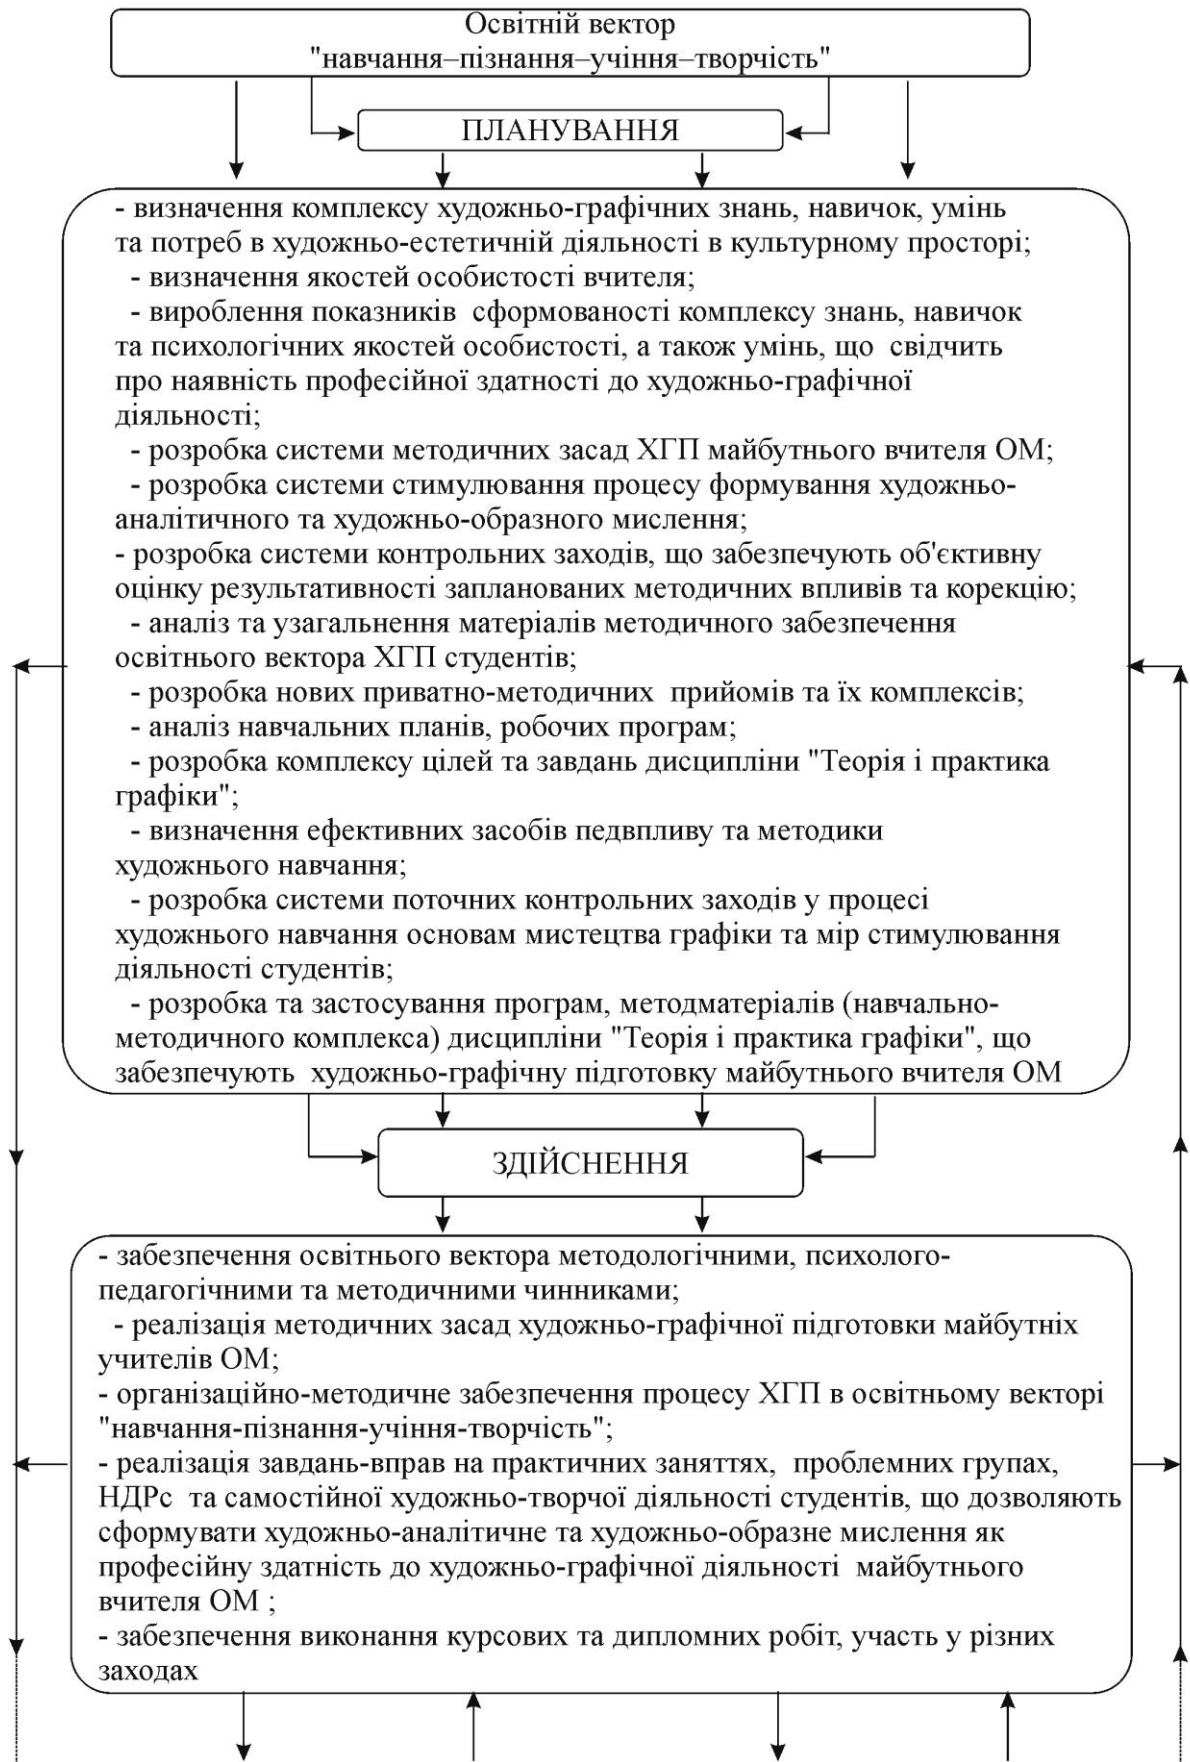 Освітній вектор
"навчання–пізнання–учіння–творчість"
ПЛАНУВАННЯ
- визначення комплексу художньо-графічних знань, навичок, умінь
та потреб в художньо-естетичній діяльності в культурному просторі;
- визначення якостей особистості вчителя;
- вироблення показників сформованості комплексу знань, навичок
та психологічних якостей особистості, а також умінь, що свідчить
про наявність професійної здатності до художньо-графічної
діяльності;
- розробка системи методичних засад ХГП майбутнього вчителя ОМ;
- розробка системи стимулювання процесу формування художньо-
аналітичного та художньо-образного мислення;
- розробка системи контрольних заходів, що забезпечують об'єктивну
оцінку результативності запланованих методичних впливів та корекцію;
- аналіз та узагальнення матеріалів методичного забезпечення
освітнього вектора ХГП студентів;
- розробка нових приватно-методичних прийомів та їх комплексів;
- аналіз навчальних планів, робочих програм;
- розробка комплексу цілей та завдань дисципліни "Теорія і практика
графіки";
- визначення ефективних засобів педвпливу та методики
художнього навчання;
- розробка системи поточних контрольних заходів у процесі
художнього навчання основам мистецтва графіки та мір стимулювання
діяльності студентів;
- розробка та застосування програм, методматеріалів (навчально-
методичного комплекса) дисципліни "Теорія і практика графіки", що
забезпечують художньо-графічну підготовку майбутнього вчителя ОМ
ЗДІЙСНЕННЯ
- забезпечення освітнього вектора методологічними, психолого-
педагогічними та методичними чинниками;
- реалізація методичних засад художньо-графічної підготовки майбутніх
учителів ОМ;
- організаційно-методичне забезпечення процесу ХГП в освітньому векторі
"навчання-пізнання-учіння-творчість";
- реалізація завдань-вправ на практичних заняттях, проблемних групах,
НДРс та самостійної художньо-творчої діяльності студентів, що дозволяють
сформувати художньо-аналітичне та художньо-образне мислення як
професійну здатність до художньо-графічної діяльності майбутнього
вчителя ОМ ;
- забезпечення виконання курсових та дипломних робіт, участь у різних
заходах